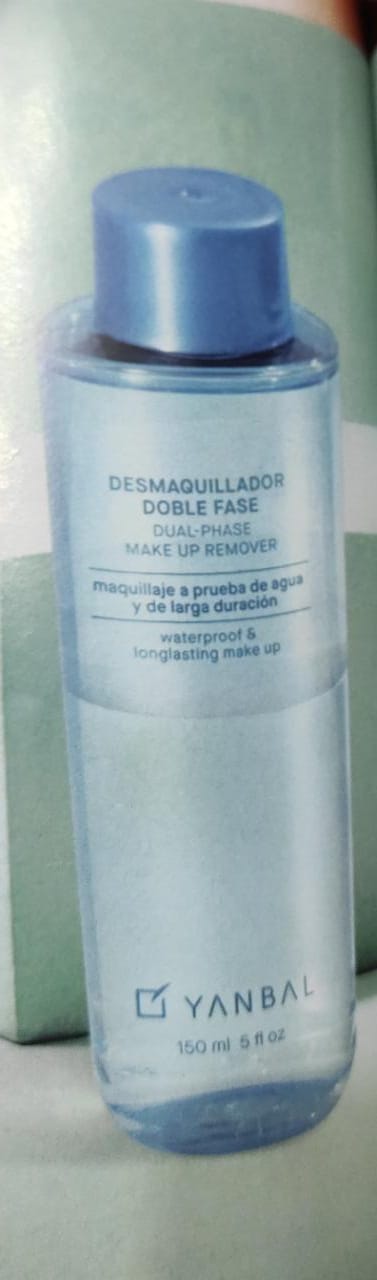 DESMAQUILLADOR
DOBLE FASE
DUAL-PHASE
MAKE UP REMOVER
maquillaje a prueba de agua
y de larga duración
waterproof &
longlasting make up
YANBAL
150 ml 5 fl oz